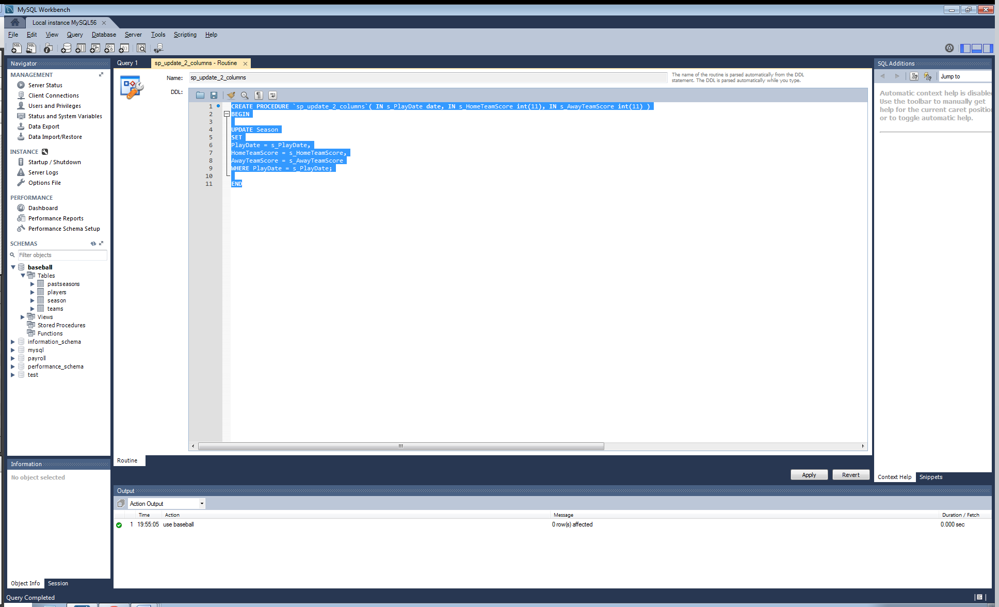 MySQL Workbench
Local instance MySQL56
File Edit View Query Database Server Tools Scripting Help
Navigator
MANAGEMENT
Server Status
Client Connections
Users and Privileges
Status and System Variables
Data Export
Data Import/Restore
INSTANCE
Startup / Shutdown
Server Logs
Options File
PERFORMANCE
Dashboard
Performance Reports
Performance Schema Setup
SCHEMAS
Filter objects
baseball
Tables
pastseasons
players
season
teams
Views
Stored Procedures
Functions
information_schema
mysql
payroll
performance_schema
test
Information
No object selected
Object Info Session
Query Completed
Query 1 sp_update_2_columns - Routine
Name: sp_update_2_columns
The name of the routine is parsed automatically from the DDL
statement. The DDL is parsed automatically while you type.
DDL:
1 CREATE PROCEDURE `sp_update_2_columns`( IN s_PlayDate date, IN s_HomeTeamScore int(11), IN s_AwayTeamScore int(11) )
2 BEGIN
3
4 UPDATE Season
5 SET
6 PlayDate = s_PlayDate,
7 HomeTeamScore = s_HomeTeamScore,
8 AwayTeamScore = s_AwayTeamScore
9 WHERE PlayDate = s_PlayDate;
10
11 END
Routine
Apply Revert
SQL Additions
Jump to
Automatic context help is disable
Use the toolbar to manually get
help for the current caret positio
or to toggle automatic help.
Context Help Snippets
Output
Action Output
Time Action Message Duration / Fetch
1 19:55:05 use baseball 0 row(s) affected 0.000 sec